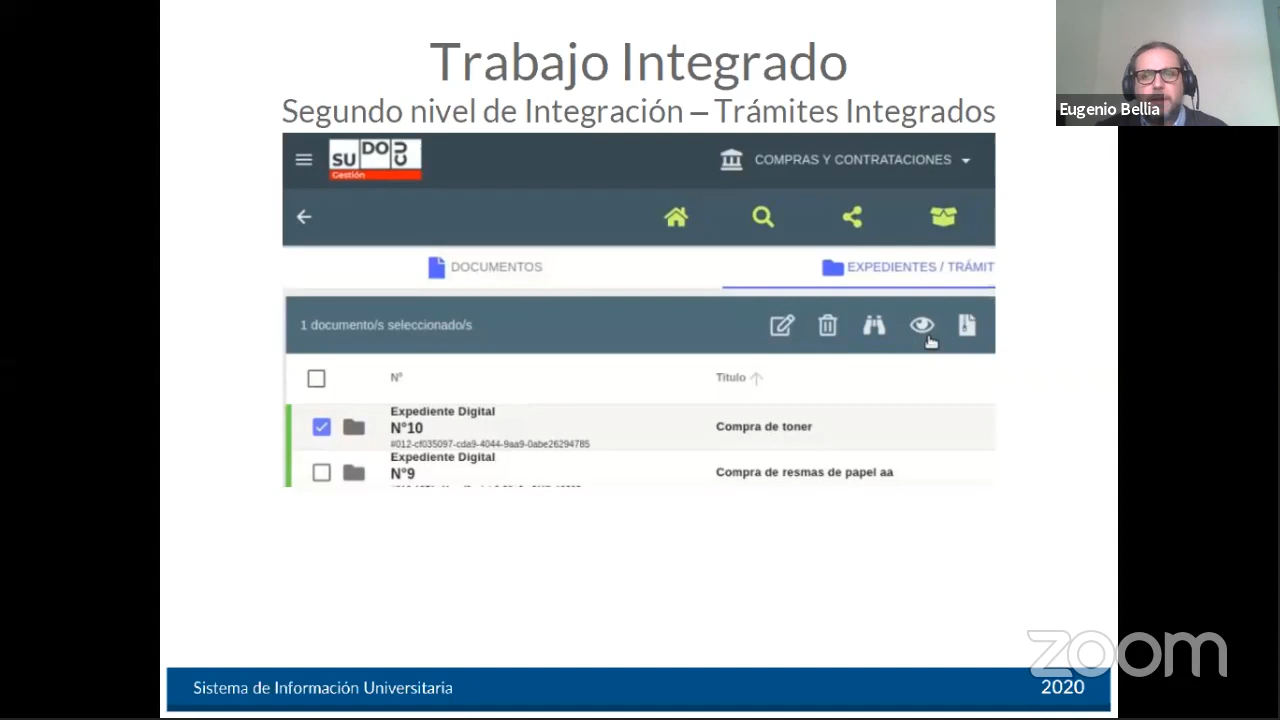 Trabajo Integrado
Segundo nivel de Integración – Trámites Integrados
Eugenio Bellia
SU DO CU
Gestión
COMPRAS Y CONTRATACIONES
DOCUMENTOS
EXPEDIENTES / TRÁMIT
1 documento/s seleccionado/s
N° Titulo
Expediente Digital
N°10 Compra de toner
#012-cf035097-cda9-4044-9aa9-0abe26294785
Expediente Digital
N°9 Compra de resmas de papel aa
zoom
Sistema de Información Universitaria 2020